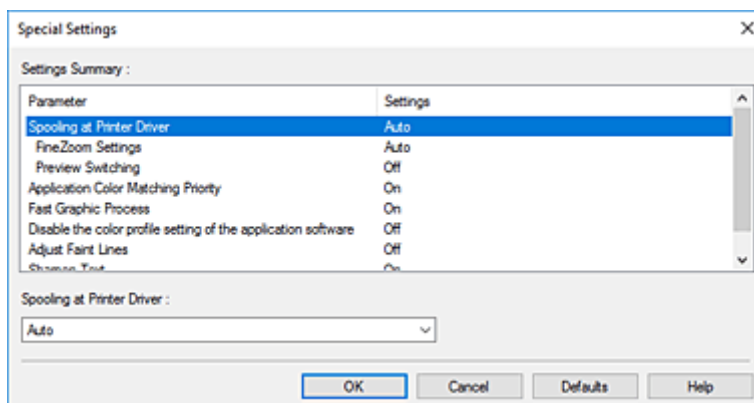 Special Settings
Settings Summary :
Parameter Settings
Spooling at Printer Driver Auto
FineZoom Settings Auto
Preview Switching Off
Application Color Matching Priority On
Fast Graphic Process On
Disable the color profile setting of the application software Off
Adjust Faint Lines Off
Sharpen Text On
Spooling at Printer Driver :
Auto
OK Cancel Defaults Help